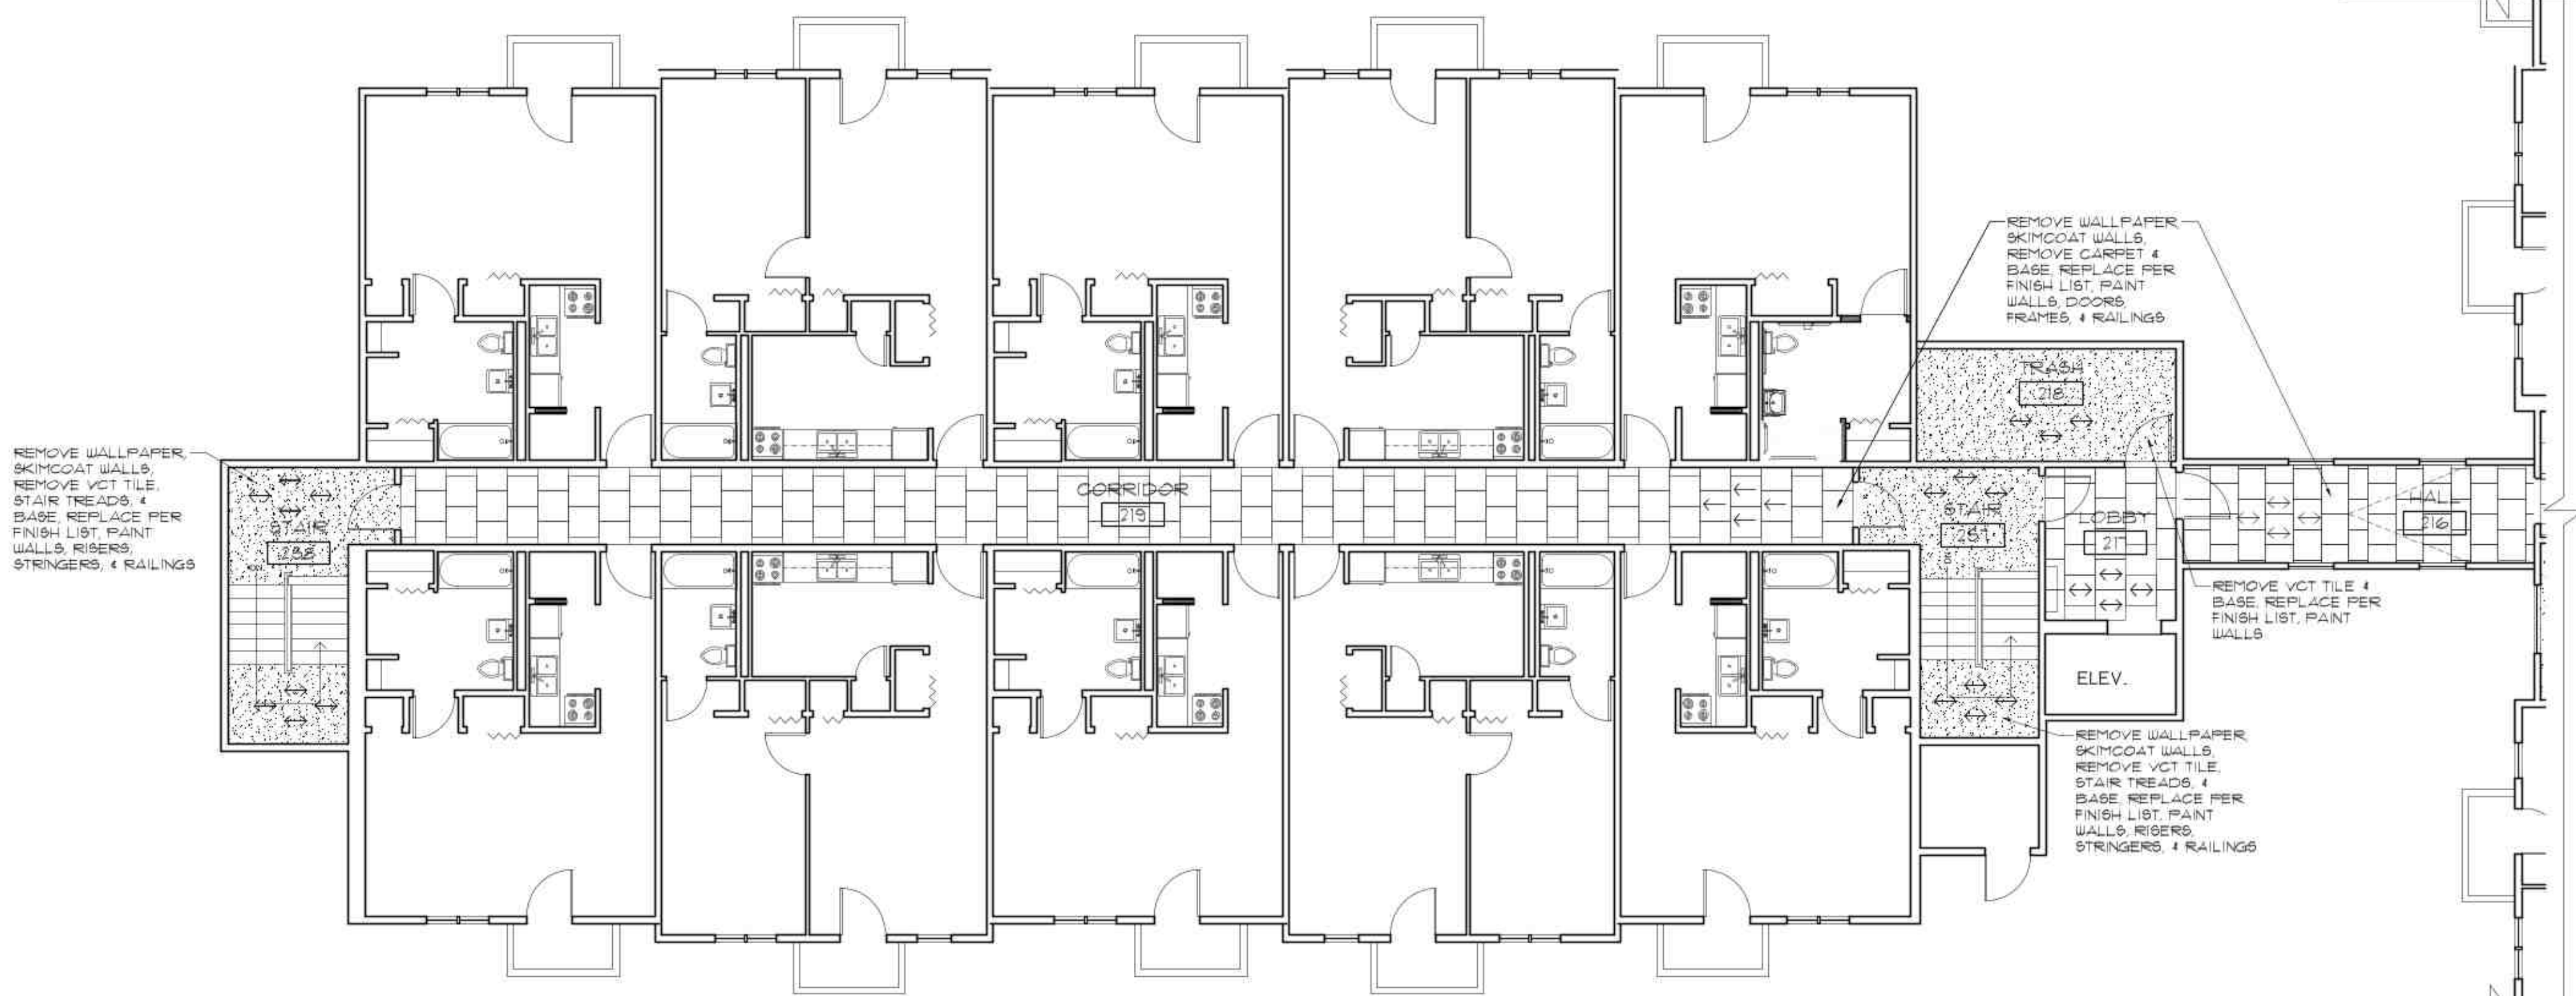 REMOVE WALLPAPER,
SKIMCOAT WALLS,
REMOVE CARPET &
BASE, REPLACE PER
FINISH LIST, PAINT
WALLS, DOORS,
FRAMES, & RAILINGS
TRASH
218
REMOVE WALLPAPER,
SKIMCOAT WALLS,
REMOVE VCT TILE,
STAIR TREADS, &
BASE, REPLACE PER
FINISH LIST, PAINT
WALLS, RISERS,
STRINGERS, & RAILINGS
STAIR
CORRIDOR
219
STAIR
LOBBY
217
HALL
216
REMOVE VCT TILE &
BASE, REPLACE PER
FINISH LIST, PAINT
WALLS
ELEV.
REMOVE WALLPAPER,
SKIMCOAT WALLS,
REMOVE VCT TILE,
STAIR TREADS, &
BASE, REPLACE PER
FINISH LIST, PAINT
WALLS, RISERS,
STRINGERS, & RAILINGS